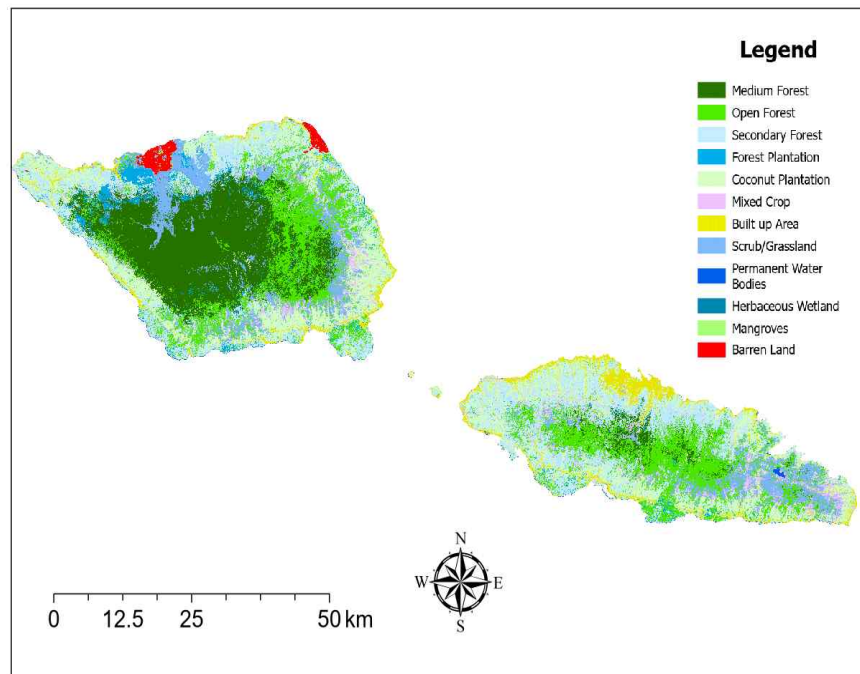 Legend
Medium Forest
Open Forest
Secondary Forest
Forest Plantation
Coconut Plantation
Mixed Crop
Built up Area
Scrub/Grassland
Permanent Water
Bodies
Herbaceous Wetland
Mangroves
Barren Land
N
W E
S
0 12.5 25 50 km